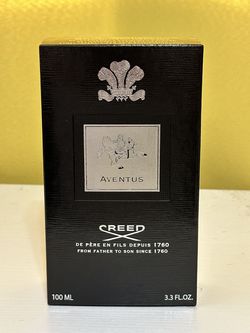 AVENTUS
CREED
DE PÈRE EN FILS DEPUIS 1760
FROM FATHER TO SON SINCE 1760
100 ML 3.3 FL.OZ.